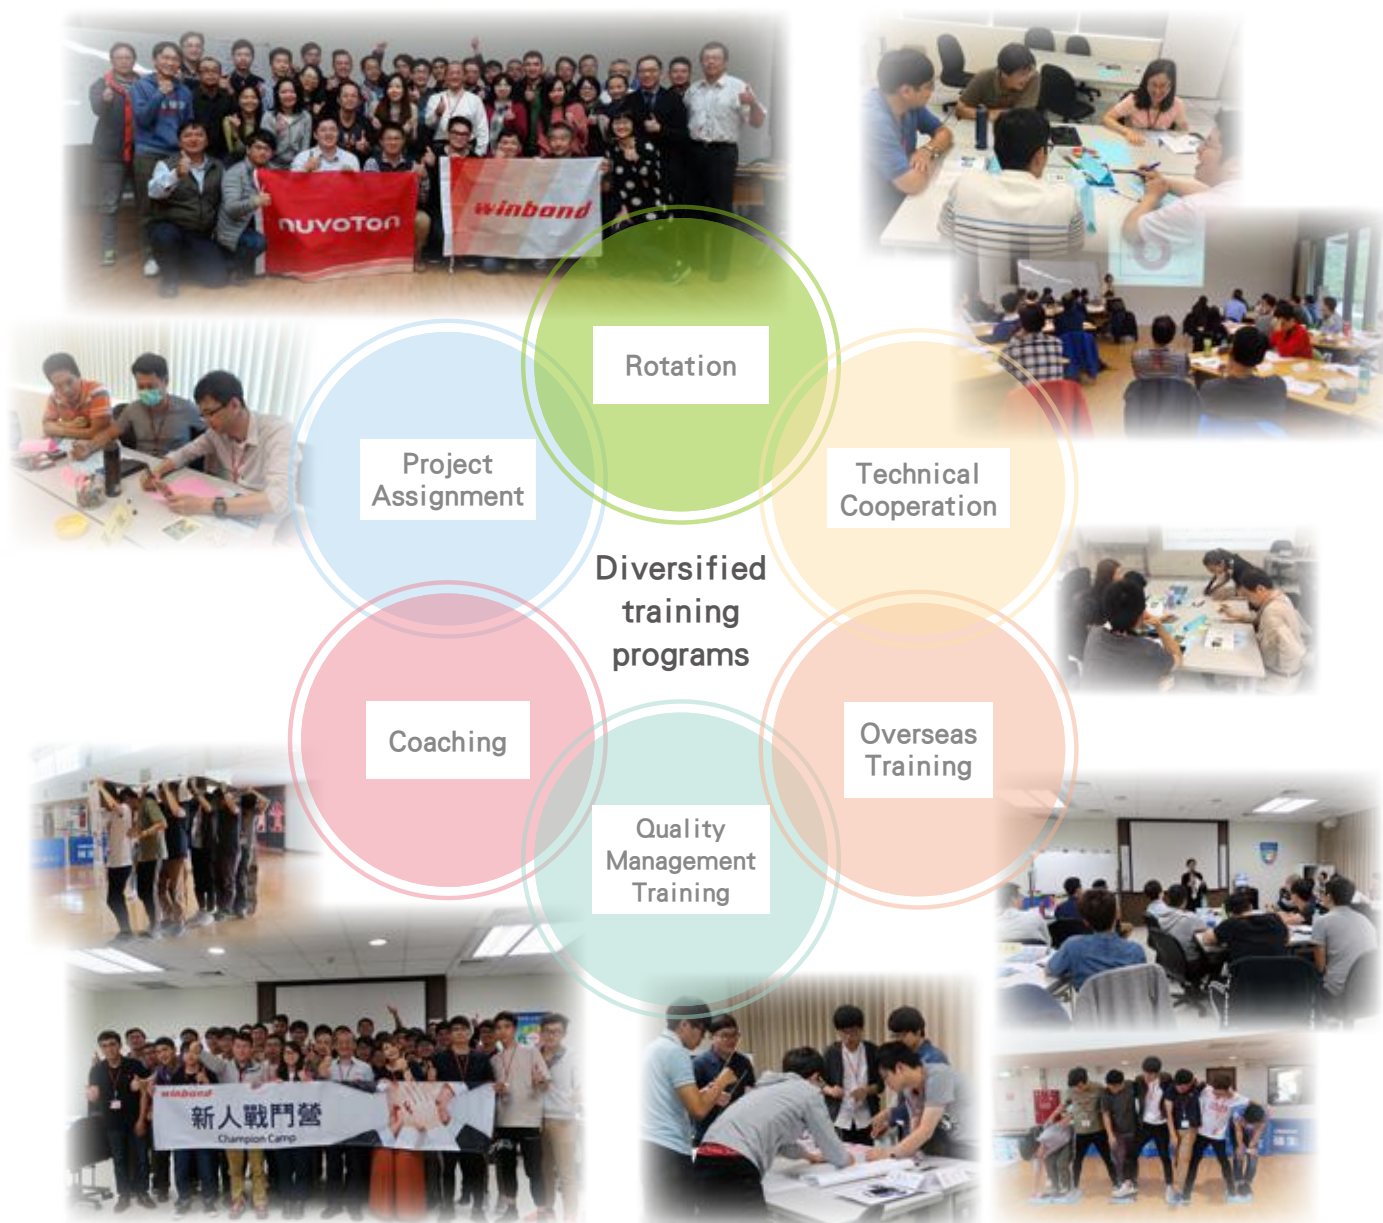 nuvoTon
winbond
Rotation
Project
Assignment
Technical
Cooperation
Diversified
training
programs
Coaching
Overseas
Training
Quality
Management
Training
winbond
新人戰鬥營
Champion Camp